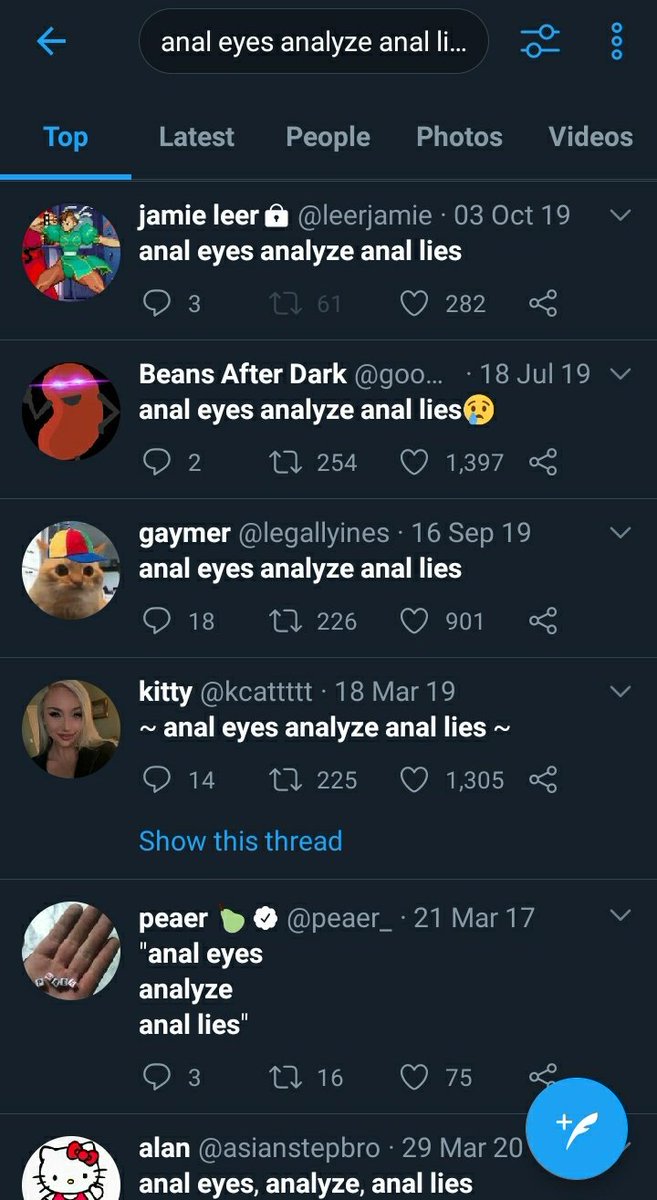 anal eyes analyze anal li...
Top Latest People Photos Videos
jamie leer @leerjamie · 03 Oct 19
anal eyes analyze anal lies
3 61 282
Beans After Dark @goo... · 18 Jul 19
anal eyes analyze anal lies😢
2 254 1,397
gaymer @legallyines · 16 Sep 19
anal eyes analyze anal lies
18 226 901
kitty @kcattttt · 18 Mar 19
~ anal eyes analyze anal lies ~
14 225 1,305
Show this thread
peaer 🍐 @peaer_ · 21 Mar 17
"anal eyes
analyze
anal lies"
3 16 75
alan @asianstepbro · 29 Mar 20
anal eyes, analyze, anal lies